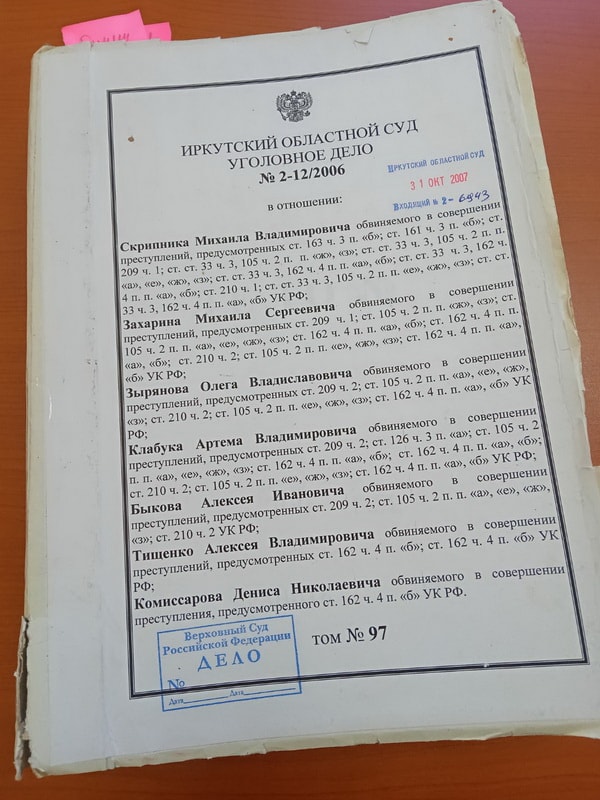 ИРКУТСКИЙ ОБЛАСТНОЙ СУД
УГОЛОВНОЕ ДЕЛО
№ 2-12/2006
ИРКУТСКИЙ ОБЛАСТНОЙ СУД
31 ОКТ 2007
ВХОДЯЩИЙ № 2-6943
в отношении:
Скрипника Михаила Владимировича обвиняемого в совершении
преступлений, предусмотренных ст. 163 ч. 3 п. «б»; ст. 161 ч. 3 п. «б»; ст.
209 ч. 1; ст. ст. 33 ч. 3, 105 ч. 2 п. п. «ж», «з»; ст. ст. 33 ч. 3, 105 ч. 2 п. п.
«а», «е», «ж», «з»; ст. ст. 33 ч. 3, 162 ч. 4 п. п. «а», «б»; ст. ст. 33 ч. 3, 162 ч.
4 п. п. «а», «б»; ст. 210 ч. 1; ст. ст. 33 ч. 3, 105 ч. 2 п. п. «е», «ж», «з»; ст. ст.
33 ч. 3, 162 ч. 4 п. п. «а», «б» УК РФ;
Захарина Михаила Сергеевича обвиняемого в совершении
преступлений, предусмотренных ст. 209 ч. 1; ст. 105 ч. 2 п. п. «ж», «з»; ст.
105 ч. 2 п. п. «а», «е», «ж», «з»; ст. 162 ч. 4 п. п. «а», «б»; ст. 162 ч. 4 п. п.
«а», «б»; ст. 210 ч. 2; ст. 105 ч. 2 п. п. «е», «ж», «з»; ст. 162 ч. 4 п. п. «а»,
«б» УК РФ;
Зырянова Олега Владиславовича обвиняемого в совершении
преступлений, предусмотренных ст. 209 ч. 2; ст. 105 ч. 2 п. п. «а», «е», «ж»,
«з»; ст. 210 ч. 2; ст. 105 ч. 2 п. п. «е», «ж», «з»; ст. 162 ч. 4 п. п. «а», «б» УК
РФ;
Клабука Артема Владимировича обвиняемого в совершении
преступлений, предусмотренных ст. 209 ч. 2; ст. 126 ч. 3 п. «а»; ст. 105 ч. 2
п. п. «а», «е», «ж», «з»; ст. 162 ч. 4 п. п. «а», «б»; ст. 162 ч. 4 п. п. «а», «б»;
ст. 210 ч. 2; ст. 105 ч. 2 п. п. «е», «ж», «з»; ст. 162 ч. 4 п. п. «а», «б» УК РФ;
Быкова Алексея Ивановича обвиняемого в совершении
преступлений, предусмотренных ст. 209 ч. 2; ст. 105 ч. 2 п. п. «а», «е», «ж»,
«з»; ст. 210 ч. 2 УК РФ;
Тищенко Алексея Владимировича обвиняемого в совершении
преступлений, предусмотренных ст. 162 ч. 4 п. «б»; ст. 162 ч. 4 п. «б» УК
РФ;
Комиссарова Дениса Николаевича обвиняемого в совершении
преступления, предусмотренного ст. 162 ч. 4 п. «б» УК РФ.
Верховный Суд
Российской Федерации
ДЕЛО
№
Дата Дата
том № 97